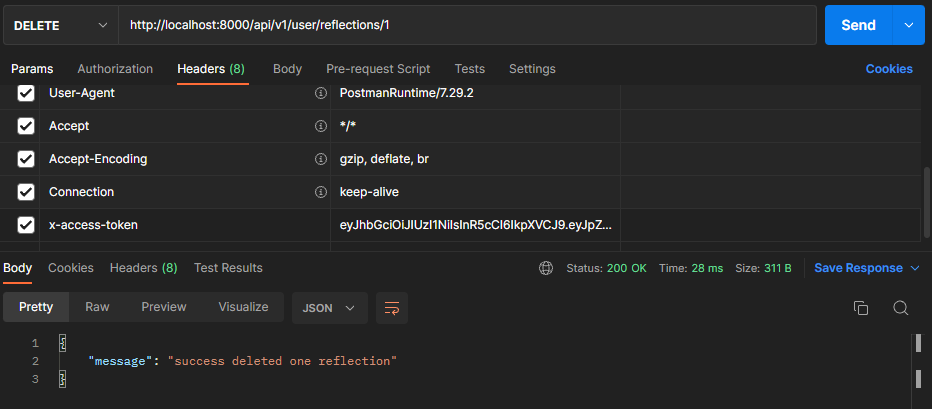 DELETE http://localhost:8000/api/v1/user/reflections/1 Send
Params Authorization Headers (8) Body Pre-request Script Tests Settings Cookies
User-Agent PostmanRuntime/7.29.2
Accept */*
Accept-Encoding gzip, deflate, br
Connection keep-alive
x-access-token eyJhbGciOiJIUzI1NiIsInR5cCI6IkpXVCJ9.eyJpZ...
Body Cookies Headers (8) Test Results Status: 200 OK Time: 28 ms Size: 311 B Save Response
Pretty Raw Preview Visualize JSON
1 {
2 "message": "success deleted one reflection"
3 }